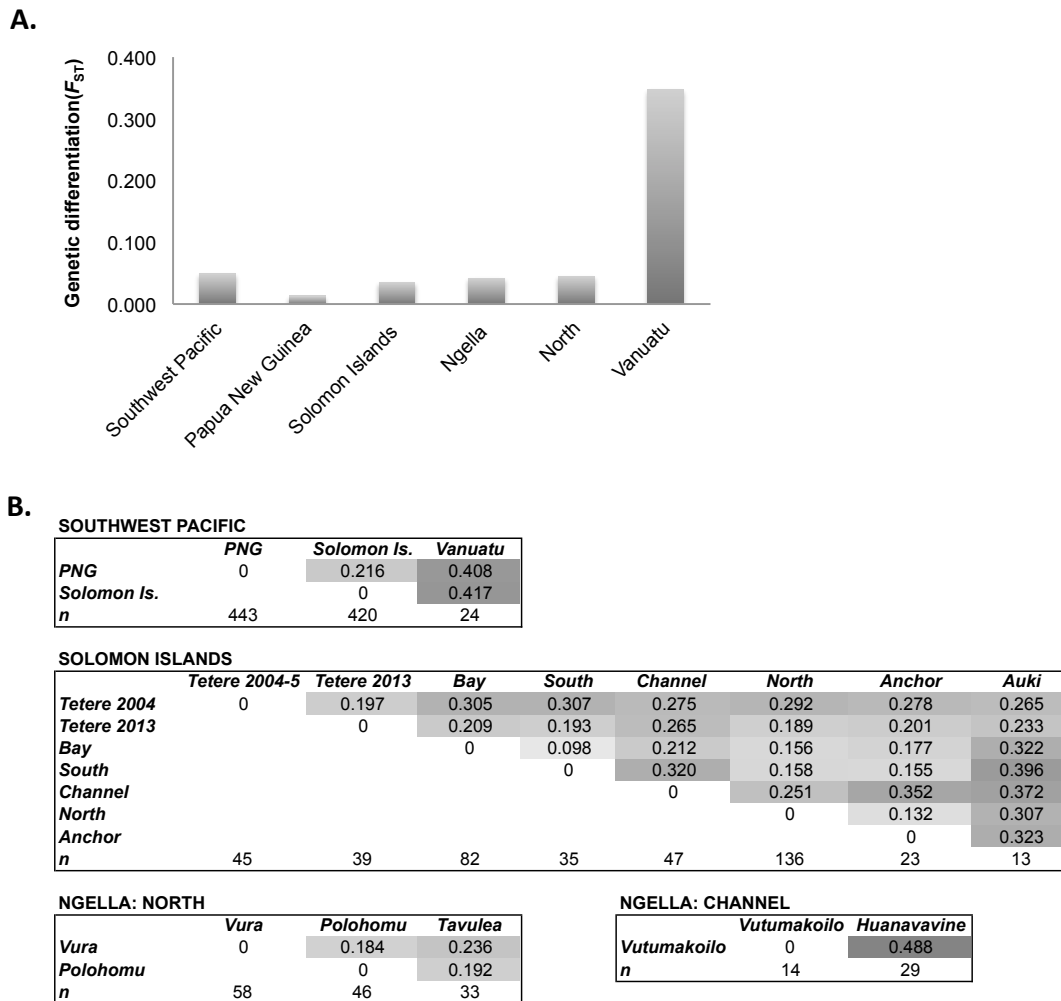 A.
Genetic differentiation(FST)
0.400
0.300
0.200
0.100
0.000
Southwest Pacific
Papua New Guinea
Solomon Islands
Ngella
North
Vanuatu
B.
SOUTHWEST PACIFIC
PNG Solomon Is. Vanuatu
PNG 0 0.216 0.408
Solomon Is. 0 0.417
n 443 420 24
SOLOMON ISLANDS
Tetere 2004-5 Tetere 2013 Bay South Channel North Anchor Auki
Tetere 2004 0 0.197 0.305 0.307 0.275 0.292 0.278 0.265
Tetere 2013 0 0.209 0.193 0.265 0.189 0.201 0.233
Bay 0 0.098 0.212 0.156 0.177 0.322
South 0 0.320 0.158 0.155 0.396
Channel 0 0.251 0.352 0.372
North 0 0.132 0.307
Anchor 0 0.323
n 45 39 82 35 47 136 23 13
NGELLA: NORTH
Vura Polohomu Tavulea
Vura 0 0.184 0.236
Polohomu 0 0.192
n 58 46 33
NGELLA: CHANNEL
Vutumakoilo Huanavavine
Vutumakoilo 0 0.488
n 14 29